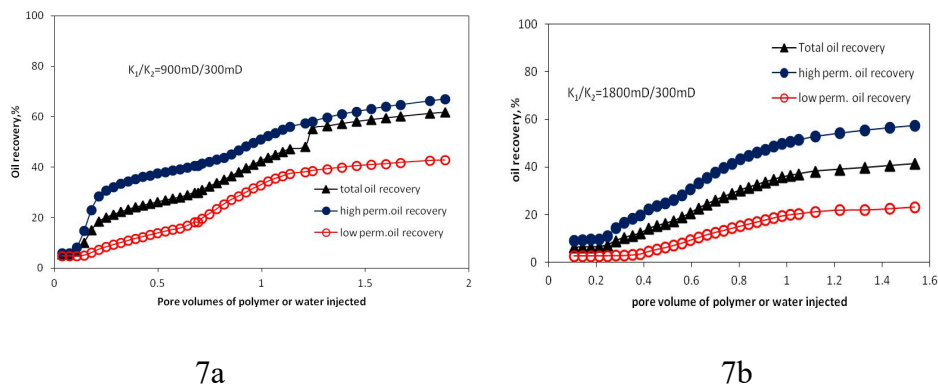 100
80
60
40
20
0
Oil recovery,%
K₁/K₂=900mD/300mD
total oil recovery
high perm.oil recovery
low perm.oil recovery
0 0.5 1 1.5 2
Pore volumes of polymer or water injected
7a
100
80
60
40
20
0
oil recovery, %
K₁/K₂=1800mD/300mD
Total oil recovery
high perm. oil recovery
low perm. oil recovery
0 0.2 0.4 0.6 0.8 1 1.2 1.4 1.6
pore volume of polymer or water injected
7b